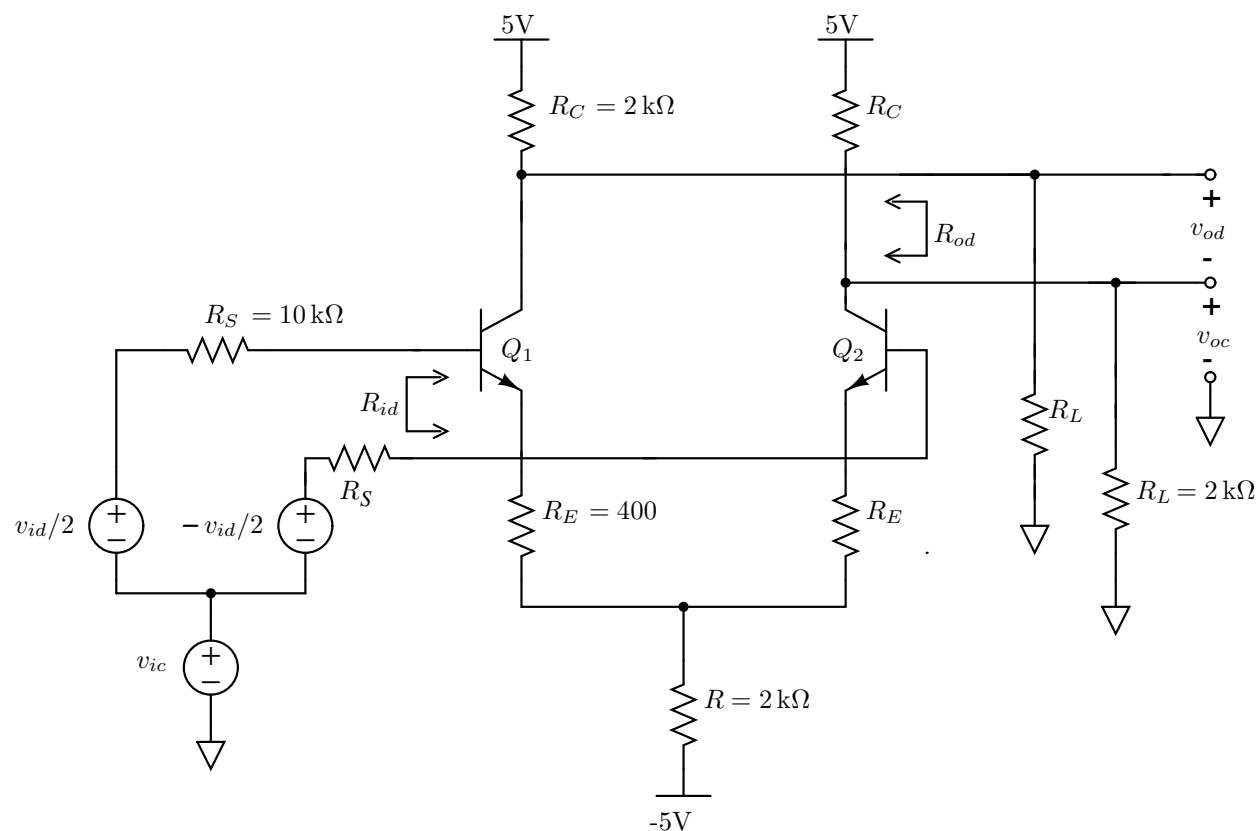 5V
5V
R_C = 2 kΩ
R_C
+
v_od
R_od
-
+
R_S = 10 kΩ
v_oc
Q_1
Q_2
-
R_id
R_L
R_S
R_L = 2 kΩ
R_E = 400
R_E
v_id/2
+
−
− v_id/2
+
−
.
v_ic
+
−
R = 2 kΩ
-5V